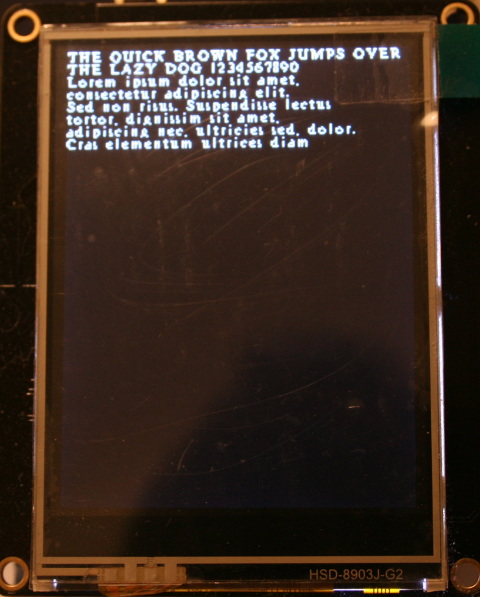 THE QUICK BROWN FOX JUMPS OVER
THE LAZY DOG 1234567890
Lorem ipsum dolor sit amet,
consectetur adipiscing elit.
Sed non risus. Suspendisse lectus
tortor, dignissim sit amet,
adipiscing nec, ultricies sed, dolor.
Cras elementum ultrices diam
HSD-8903J-G2